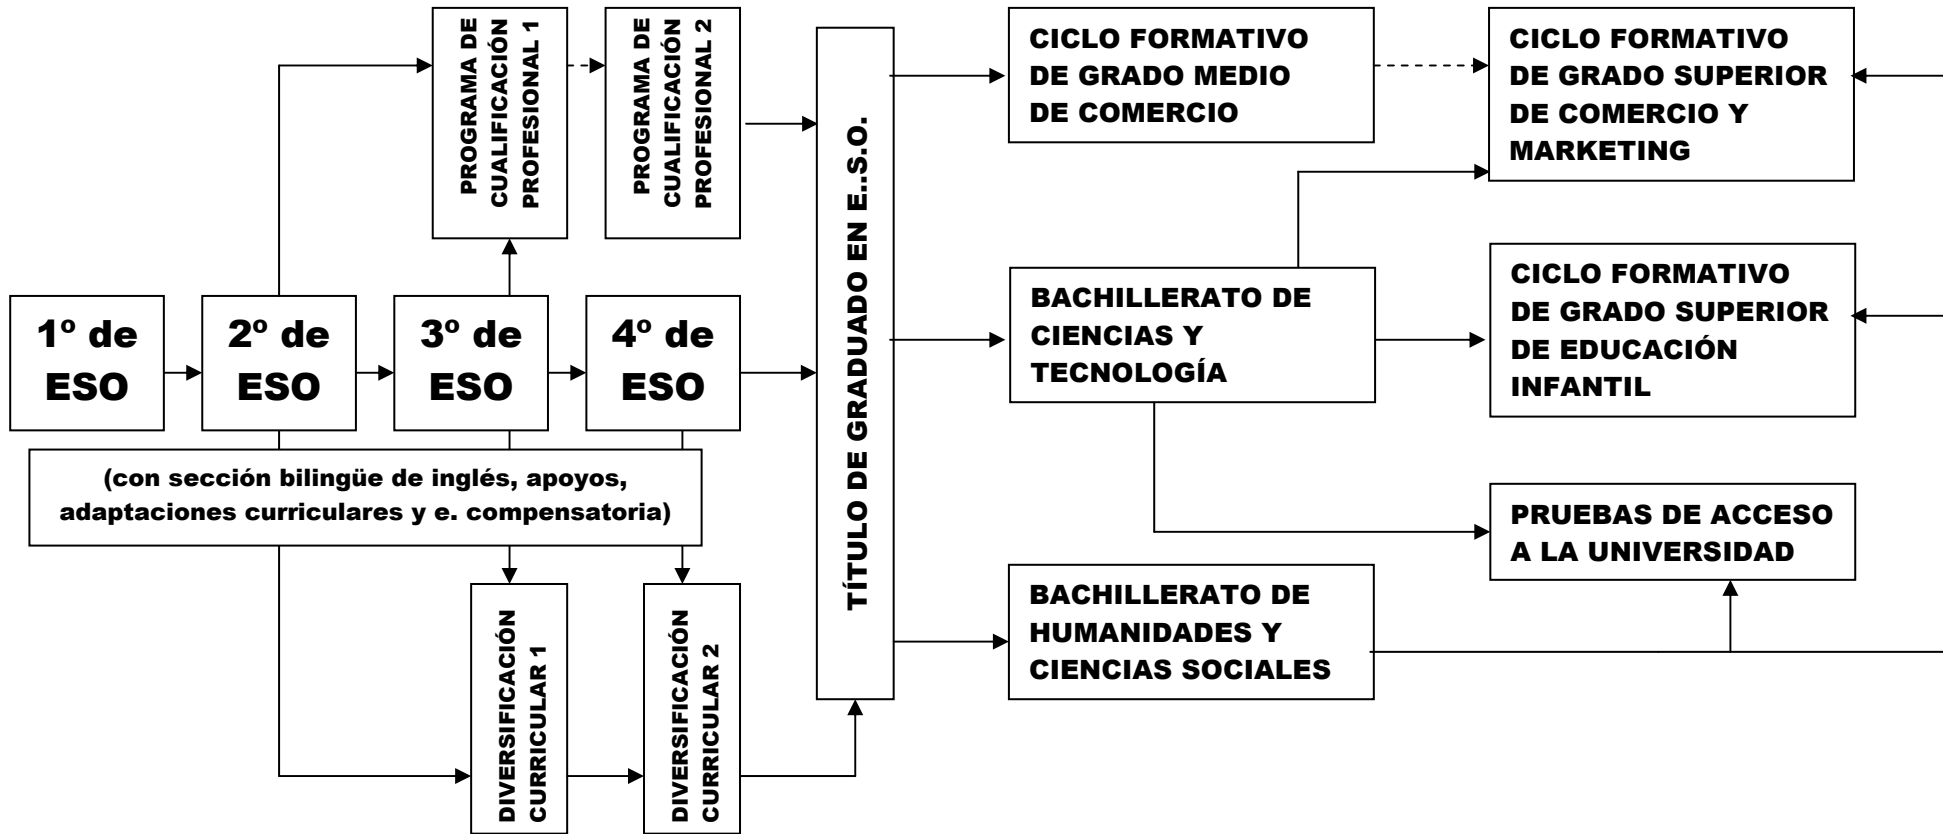 PROGRAMA DE
CUALIFICACIÓN
PROFESIONAL 1
PROGRAMA DE
CUALIFICACIÓN
PROFESIONAL 2
CICLO FORMATIVO
DE GRADO MEDIO
DE COMERCIO
CICLO FORMATIVO
DE GRADO SUPERIOR
DE COMERCIO Y
MARKETING
1º de
ESO
2º de
ESO
3º de
ESO
4º de
ESO
TÍTULO DE GRADUADO EN E..S.O.
BACHILLERATO DE
CIENCIAS Y
TECNOLOGÍA
CICLO FORMATIVO
DE GRADO SUPERIOR
DE EDUCACIÓN
INFANTIL
(con sección bilingüe de inglés, apoyos,
adaptaciones curriculares y e. compensatoria)
PRUEBAS DE ACCESO
A LA UNIVERSIDAD
BACHILLERATO DE
HUMANIDADES Y
CIENCIAS SOCIALES
DIVERSIFICACIÓN
CURRICULAR 1
DIVERSIFICACIÓN
CURRICULAR 2